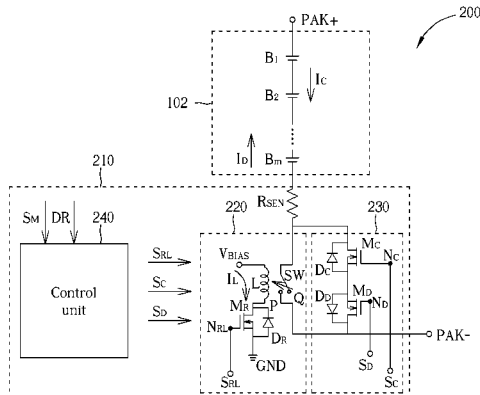 PAK+
200
B1
IC
B2
102
ID
Bm
210
RSEN
SM DR 240
220
230
Control
unit
SRL
SC
SD
VBIAS
IL
L
SW
P
Q
MR
NRL
DR
GND
SRL
MC
NC
DC
DD
MD
ND
PAK-
SD
SC